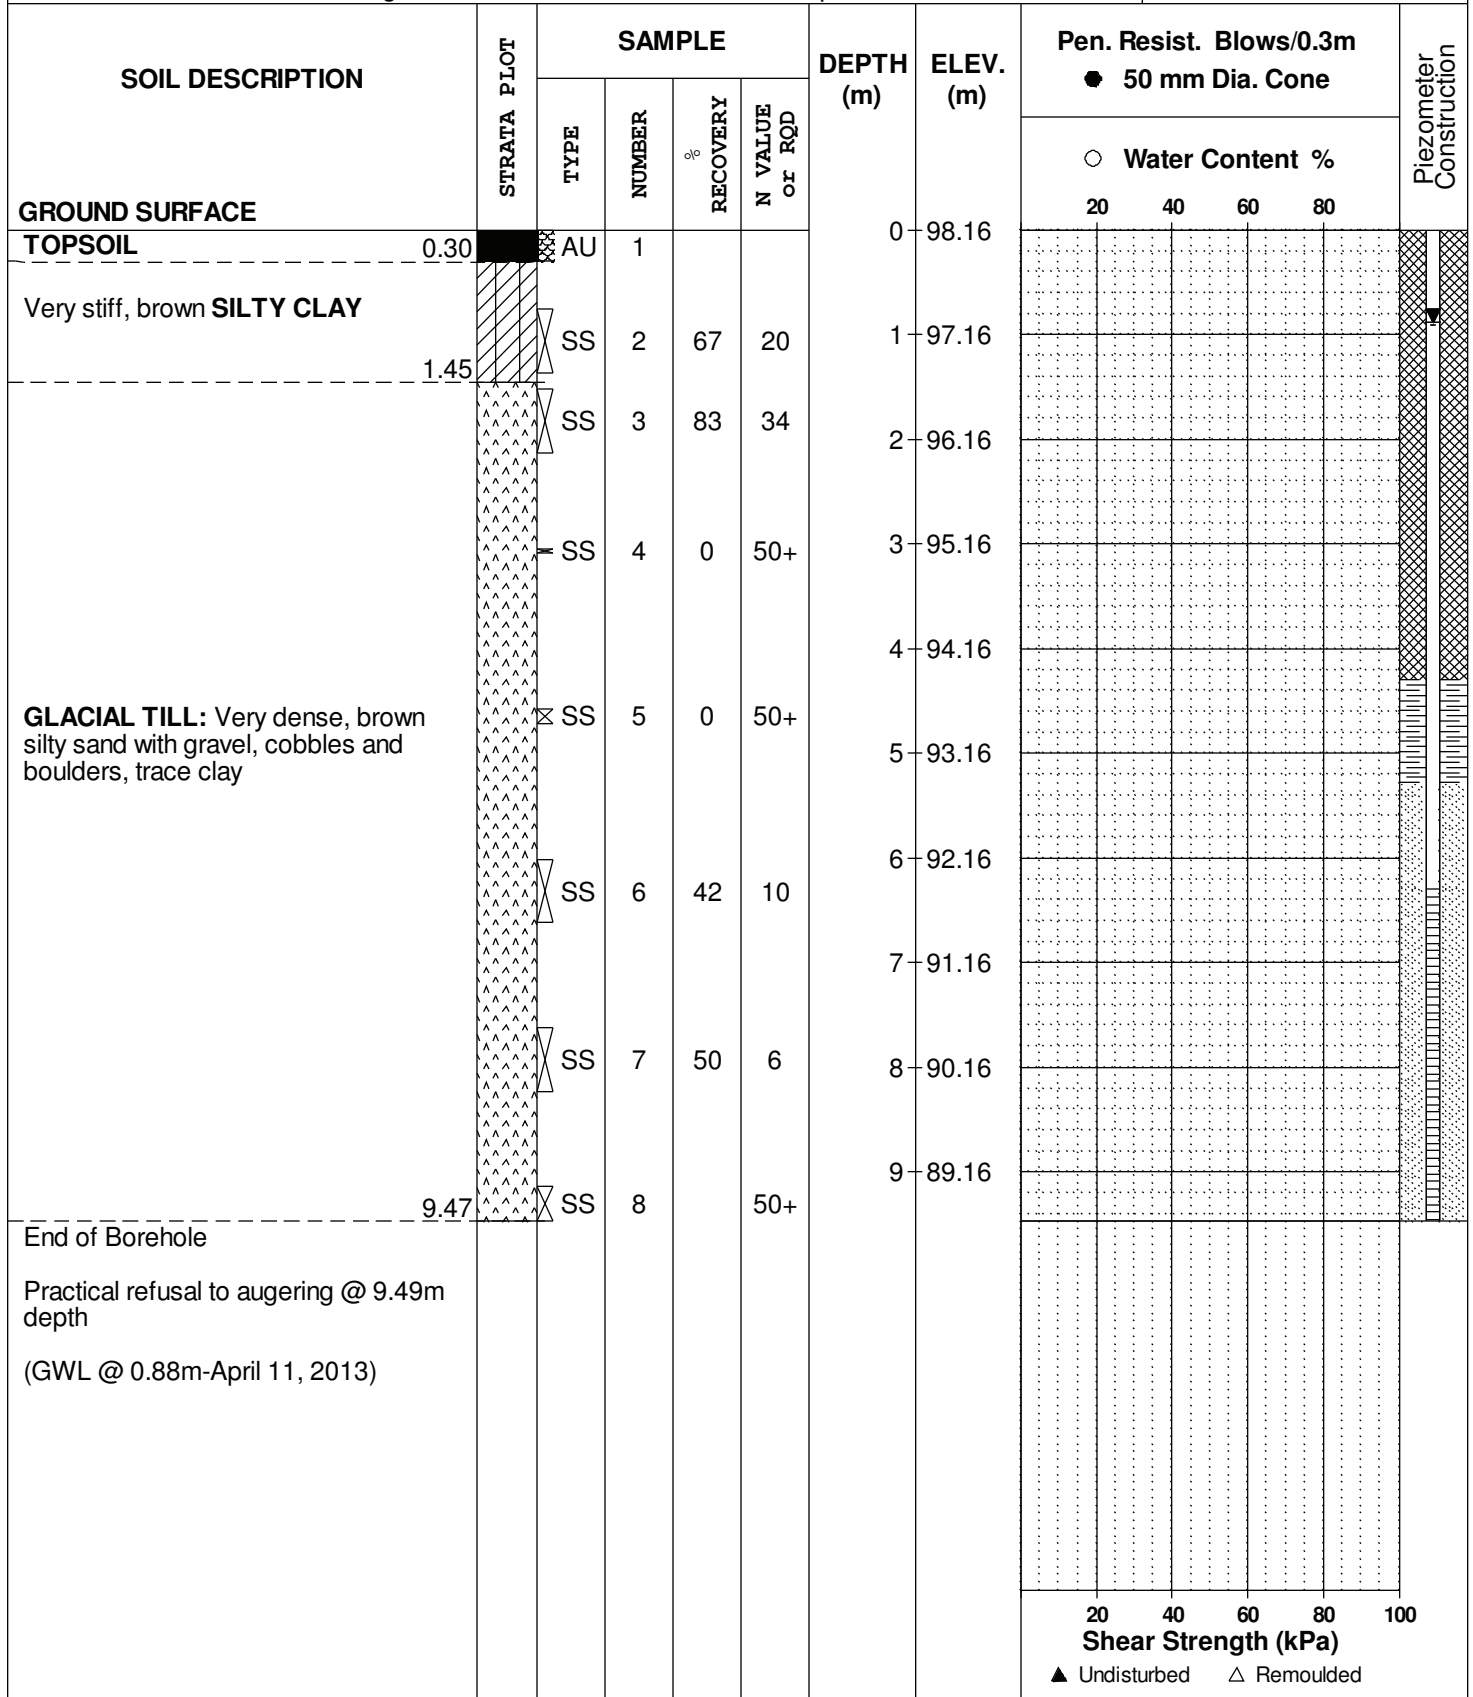 SOIL DESCRIPTION
GROUND SURFACE
STRATA PLOT
SAMPLE
TYPE
NUMBER
% RECOVERY
N VALUE or RQD
DEPTH (m)
ELEV. (m)
Pen. Resist. Blows/0.3m
● 50 mm Dia. Cone
○ Water Content %
20 40 60 80
Piezometer Construction
TOPSOIL 0.30
AU 1
0 98.16
Very stiff, brown SILTY CLAY
SS 2 67 20
1 97.16
1.45
SS 3 83 34
2 96.16
SS 4 0 50+
3 95.16
4 94.16
GLACIAL TILL: Very dense, brown
silty sand with gravel, cobbles and
boulders, trace clay
SS 5 0 50+
5 93.16
6 92.16
SS 6 42 10
7 91.16
SS 7 50 6
8 90.16
9 89.16
9.47
SS 8 50+
End of Borehole
Practical refusal to augering @ 9.49m
depth
(GWL @ 0.88m-April 11, 2013)
20 40 60 80 100
Shear Strength (kPa)
▲ Undisturbed △ Remoulded